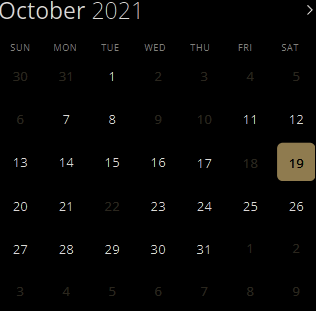 October 2021
SUN MON TUE WED THU FRI SAT
30 31 1 2 3 4 5
6 7 8 9 10 11 12
13 14 15 16 17 18 19
20 21 22 23 24 25 26
27 28 29 30 31 1 2
3 4 5 6 7 8 9